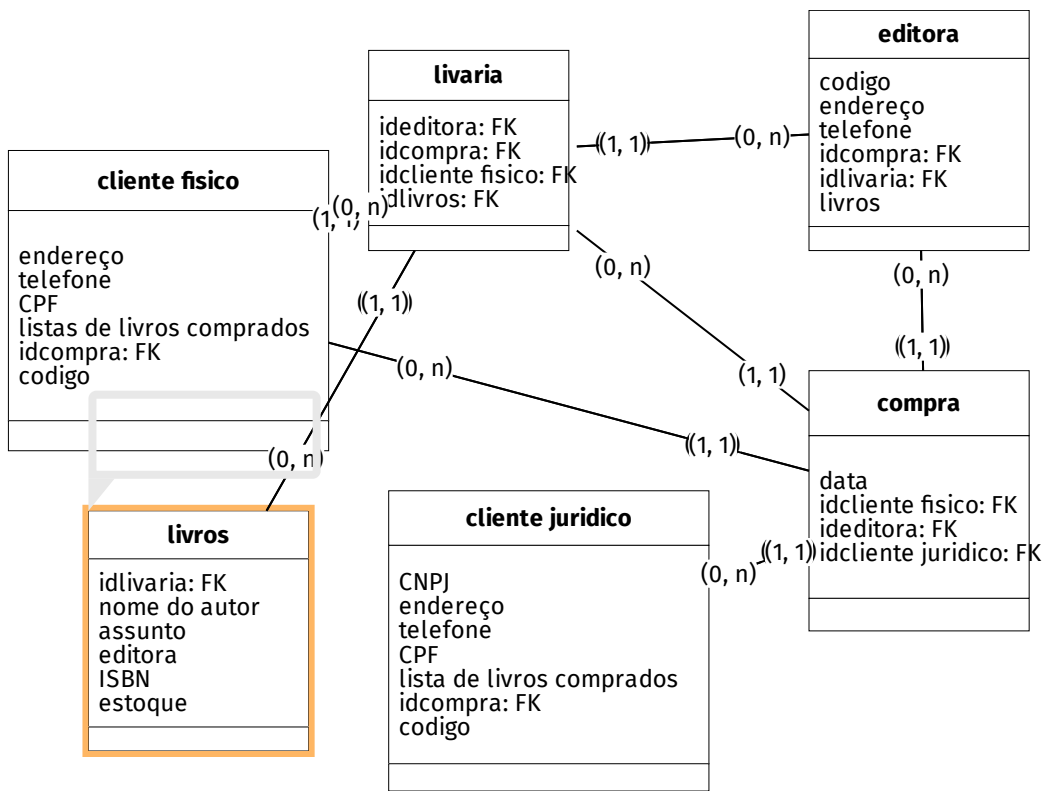 editora
codigo
endereço
telefone
idcompra: FK
idlivaria: FK
livros
livaria
ideditora: FK
idcompra: FK
idcliente fisico: FK
idlivros: FK
((1, 1))
(0, n)
cliente fisico
endereço
telefone
CPF
listas de livros comprados
idcompra: FK
codigo
(1, 1)
(0, n)
((1, 1))
(0, n)
(0, n)
(1, 1)
(0, n)
((1, 1))
(0, n)
((1, 1))
compra
data
idcliente fisico: FK
ideditora: FK
idcliente juridico: FK
livros
idlivaria: FK
nome do autor
assunto
editora
ISBN
estoque
cliente juridico
CNPJ
endereço
telefone
CPF
lista de livros comprados
idcompra: FK
codigo
(0, n)
((1, 1))